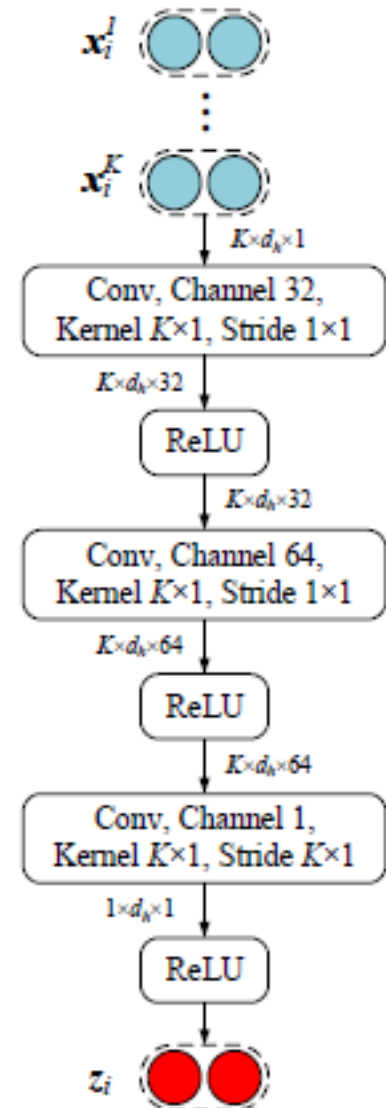 x_i^1
⋮
x_i^K
K×d_h×1
Conv, Channel 32,
Kernel K×1, Stride 1×1
K×d_h×32
ReLU
K×d_h×32
Conv, Channel 64,
Kernel K×1, Stride 1×1
K×d_h×64
ReLU
K×d_h×64
Conv, Channel 1,
Kernel K×1, Stride K×1
1×d_h×1
ReLU
z_i